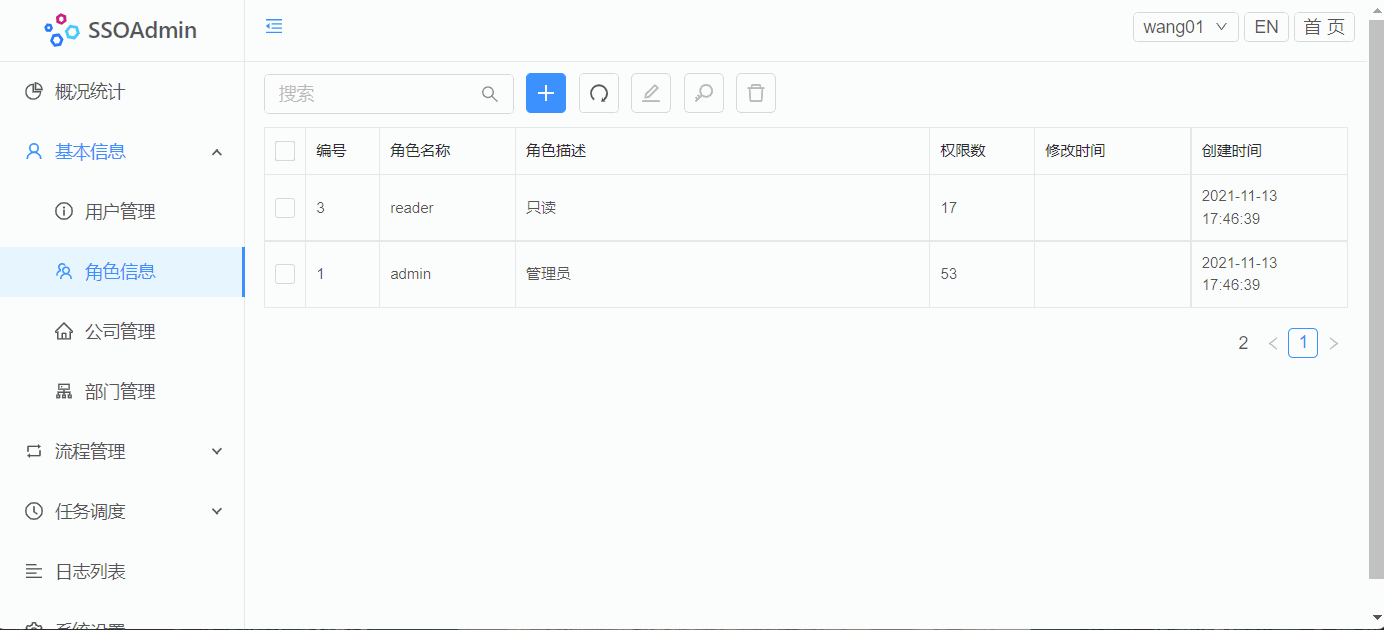 SSOAdmin
wang01
EN
首 页
概况统计
基本信息
用户管理
角色信息
公司管理
部门管理
流程管理
任务调度
日志列表
系统设置
搜索
编号 角色名称 角色描述 权限数 修改时间 创建时间
3 reader 只读 17 2021-11-13
17:46:39
1 admin 管理员 53 2021-11-13
17:46:39
2 < 1 >